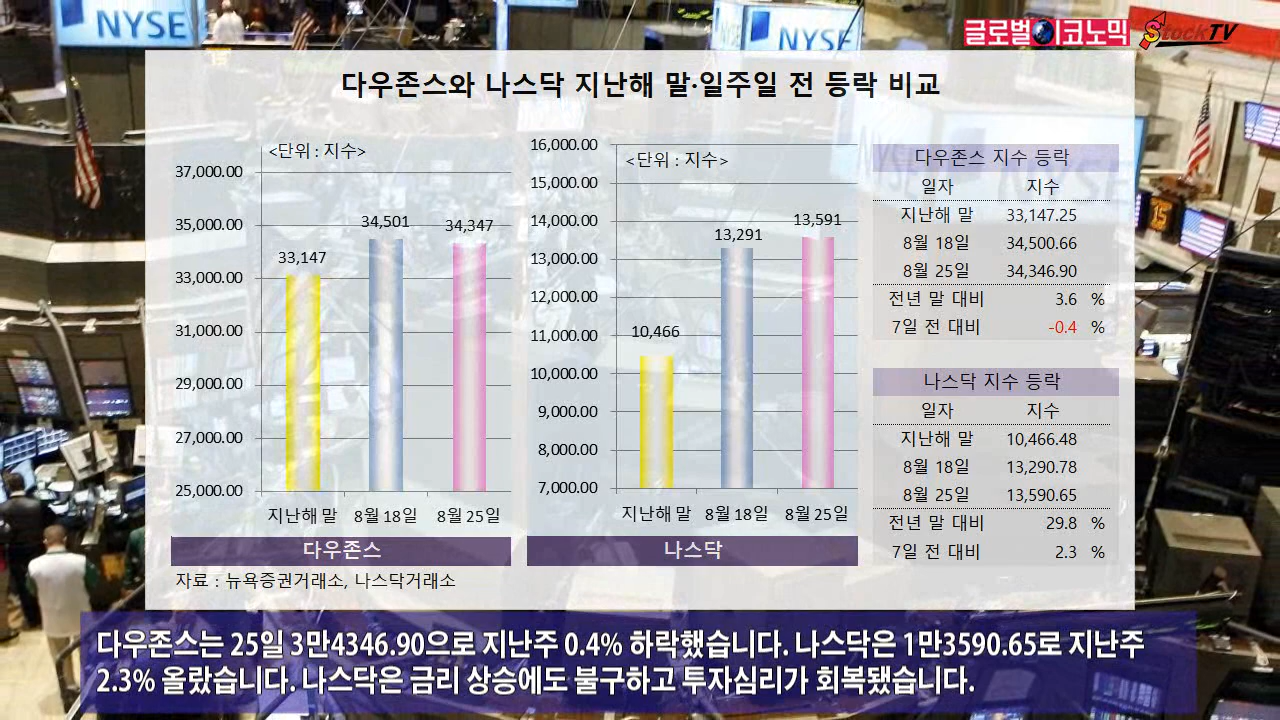 NYSE
NYSE
글로벌이코노믹 StockTV
다우존스와 나스닥 지난해 말·일주일 전 등락 비교
<단위 : 지수>
37,000.00
35,000.00
33,000.00
31,000.00
29,000.00
27,000.00
25,000.00
33,147
34,501
34,347
지난해 말 8월 18일 8월 25일
다우존스
<단위 : 지수>
16,000.00
15,000.00
14,000.00
13,000.00
12,000.00
11,000.00
10,000.00
9,000.00
8,000.00
7,000.00
10,466
13,291
13,591
지난해 말 8월 18일 8월 25일
나스닥
다우존스 지수 등락
일자 지수
지난해 말 33,147.25
8월 18일 34,500.66
8월 25일 34,346.90
전년 말 대비 3.6 %
7일 전 대비 -0.4 %
나스닥 지수 등락
일자 지수
지난해 말 10,466.48
8월 18일 13,290.78
8월 25일 13,590.65
전년 말 대비 29.8 %
7일 전 대비 2.3 %
자료 : 뉴욕증권거래소, 나스닥거래소
다우존스는 25일 3만4346.90으로 지난주 0.4% 하락했습니다. 나스닥은 1만3590.65로 지난주
2.3% 올랐습니다. 나스닥은 금리 상승에도 불구하고 투자심리가 회복됐습니다.